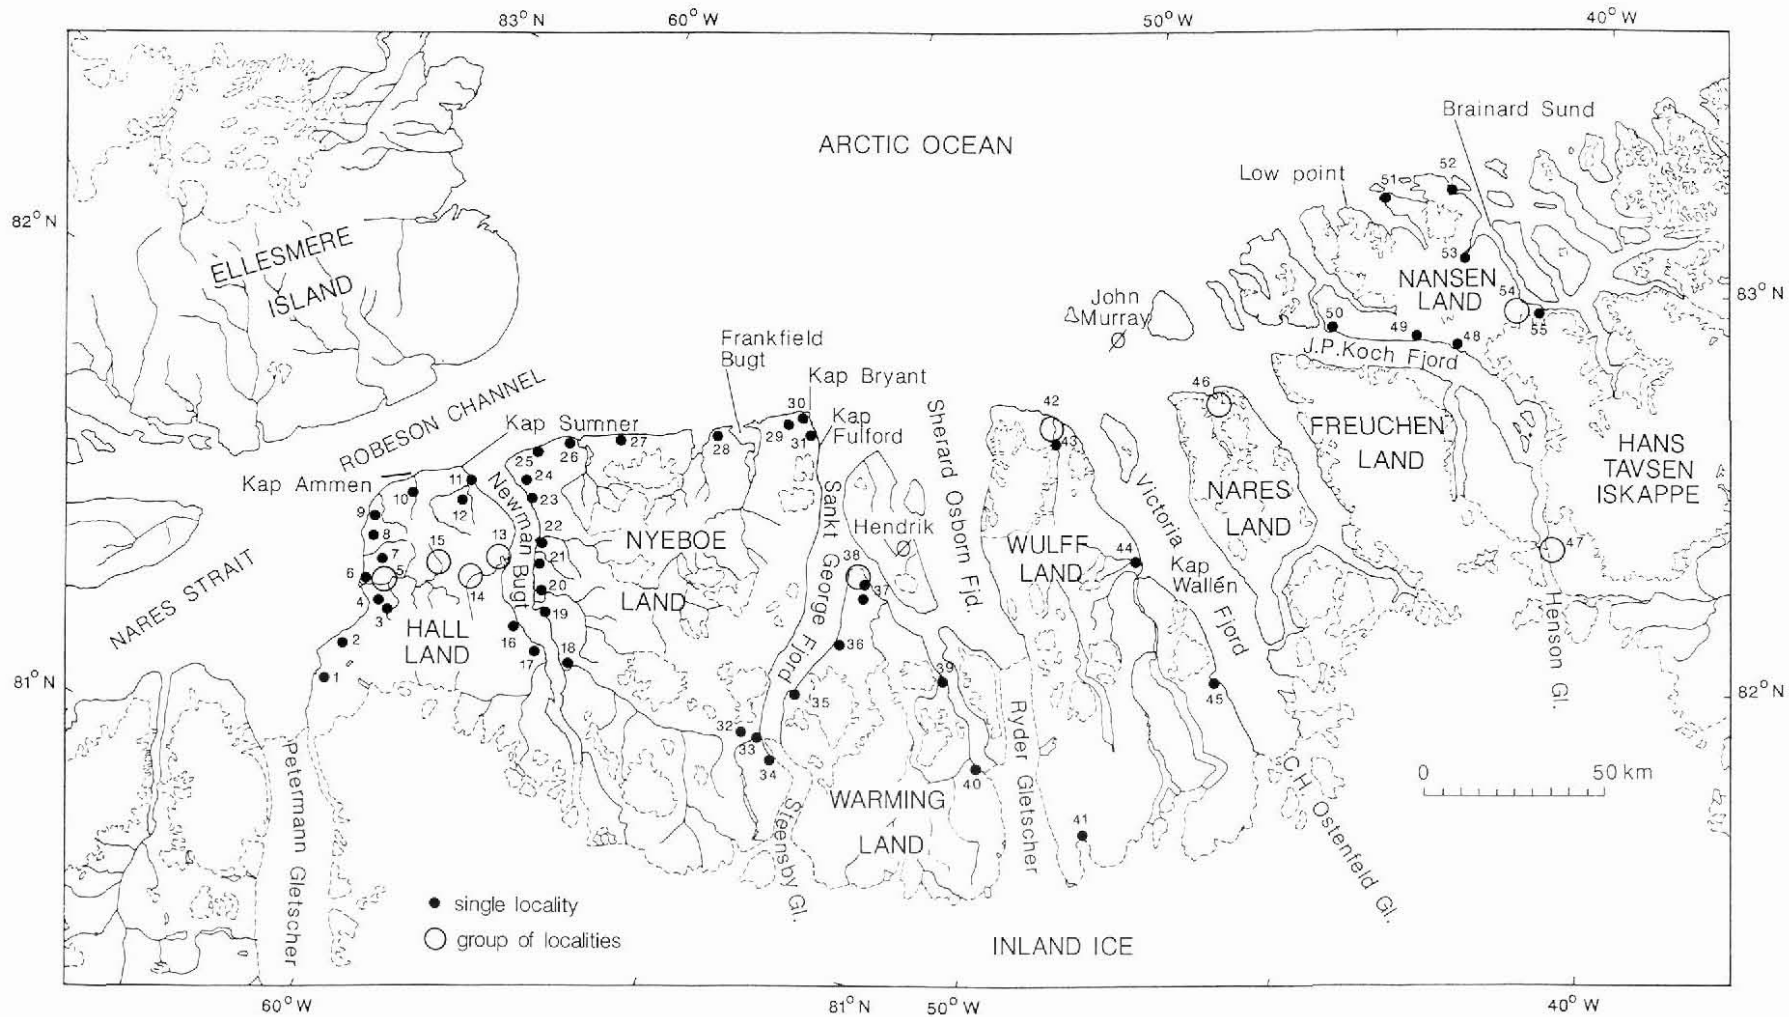 83° N
60° W
50° W
40° W
Brainard Sund
ARCTIC OCEAN
Low point
51
52
82° N
ELLESMERE
ISLAND
53
NANSEN
LAND
54
83° N
John
Murray
50
49
48
55
J.P. Koch Fjord
Frankfield
Bugt
Kap Bryant
ROBESON CHANNEL
Kap Sumner
30
29
31
Kap
Fulford
28
27
26
25
24
23
Sherard Osborn Fjd.
42
43
46
FREUCHEN
LAND
HANS
TAVSEN
ISKAPPE
Kap Ammen
10
11
12
9
8
7
6
5
4
3
2
1
15
13
14
Newman Bugt
22
21
20
19
18
16
17
NYEBOE
LAND
Sankt George Fjord
Hendrik
38
37
36
35
WULFF
LAND
44
Victoria Fjord
Kap
Wallén
NARES
LAND
47
NARES STRAIT
HALL
LAND
Henson Gl.
81° N
39
45
82° N
32
33
34
40
Ryder Gletscher
Petermann Gletscher
Steensby Gl.
WARMING
LAND
41
C.H. Ostenfeld Gl.
0 50 km
single locality
group of localities
INLAND ICE
60° W
81° N
50° W
40° W